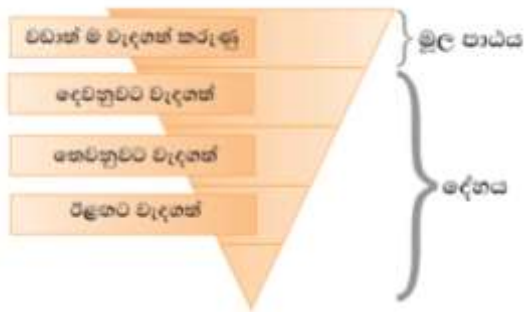 වඩාත් ම වැදගත් කරුණු
මූල පාඨය
දෙවනුවට වැදගත්
තෙවනුවට වැදගත්
දේහය
ඊළඟට වැදගත්